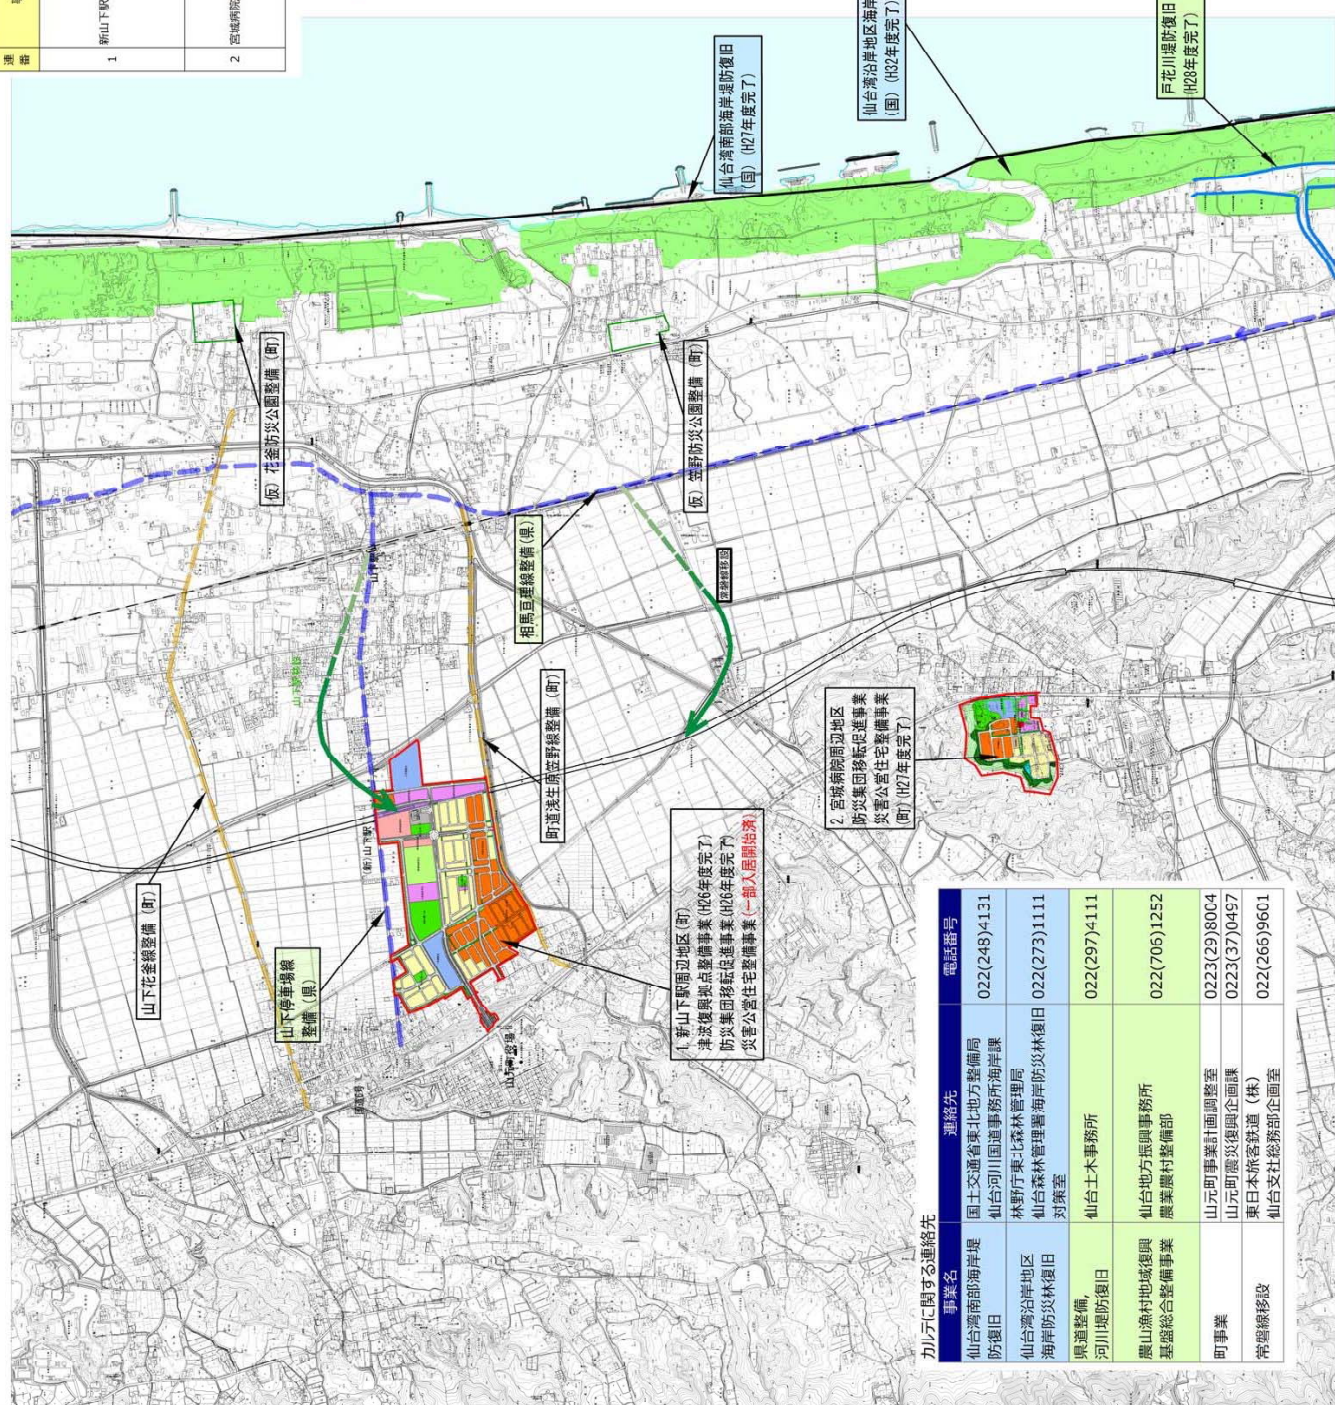 連番
1
新山下駅
2
宮城病院
仙台湾南部海岸堤防復旧
(国) (H27年度完了)
仙台湾沿岸地区海岸
(国) (H32年度完了)
戸花川堤防復旧
(H28年度完了)
(仮) 花釜防災公園整備 (町)
(仮) 笠野防災公園整備 (町)
相馬亘理線整備(県)
常磐線移設
山下駅移設
山下駅
(新)山下駅
町道浅生原笠野線整備 (町)
山下花釜線整備 (町)
山下停車場線
整備 (県)
山元町役場
1. 新山下駅周辺地区(町)
津波復興拠点整備事業(H26年度完了)
防災集団移転促進事業(H26年度完了)
災害公営住宅整備事業(一部入居開始済)
2. 宮城病院周辺地区
防災集団移転促進事業
災害公営住宅整備事業
(町)(H27年度完了)
カルテに関する連絡先
事業名 連絡先 電話番号
仙台湾南部海岸堤
防復旧
国土交通省東北地方整備局
仙台河川国道事務所海岸課
022(248)4131
仙台湾沿岸地区
海岸防災林復旧
林野庁東北森林管理局
仙台森林管理署海岸防災林復旧
対策室
022(273)1111
県道整備,
河川堤防復旧
仙台土木事務所
022(297)4111
農山漁村地域復興
基盤総合整備事業
仙台地方振興事務所
農業農村整備部
022(705)1252
町事業
山元町事業計画調整室
0223(29)8004
山元町震災復興企画課
0223(37)0497
常磐線移設
東日本旅客鉄道 (株)
仙台支社総務部企画室
022(266)9601